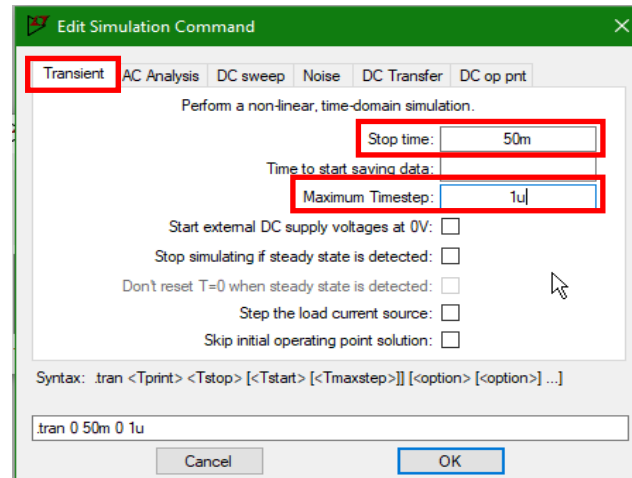 Edit Simulation Command
Transient AC Analysis DC sweep Noise DC Transfer DC op pnt
Perform a non-linear, time-domain simulation.
Stop time: 50m
Time to start saving data:
Maximum Timestep: 1u
Start external DC supply voltages at 0V:
Stop simulating if steady state is detected:
Don't reset T=0 when steady state is detected:
Step the load current source:
Skip initial operating point solution:
Syntax: .tran <Tprint> <Tstop> [<Tstart> [<Tmaxstep>]] [<option> [<option>] ...]
.tran 0 50m 0 1u
Cancel OK